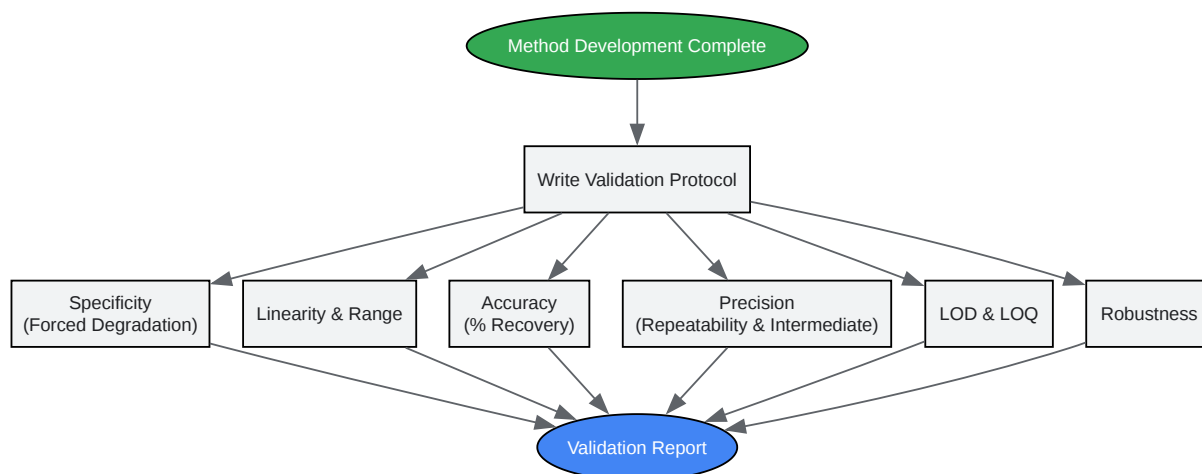 Method Development Complete
Write Validation Protocol
Specificity
(Forced Degradation)
Linearity & Range
Accuracy
(% Recovery)
Precision
(Repeatability & Intermediate)
LOD & LOQ
Robustness
Validation Report